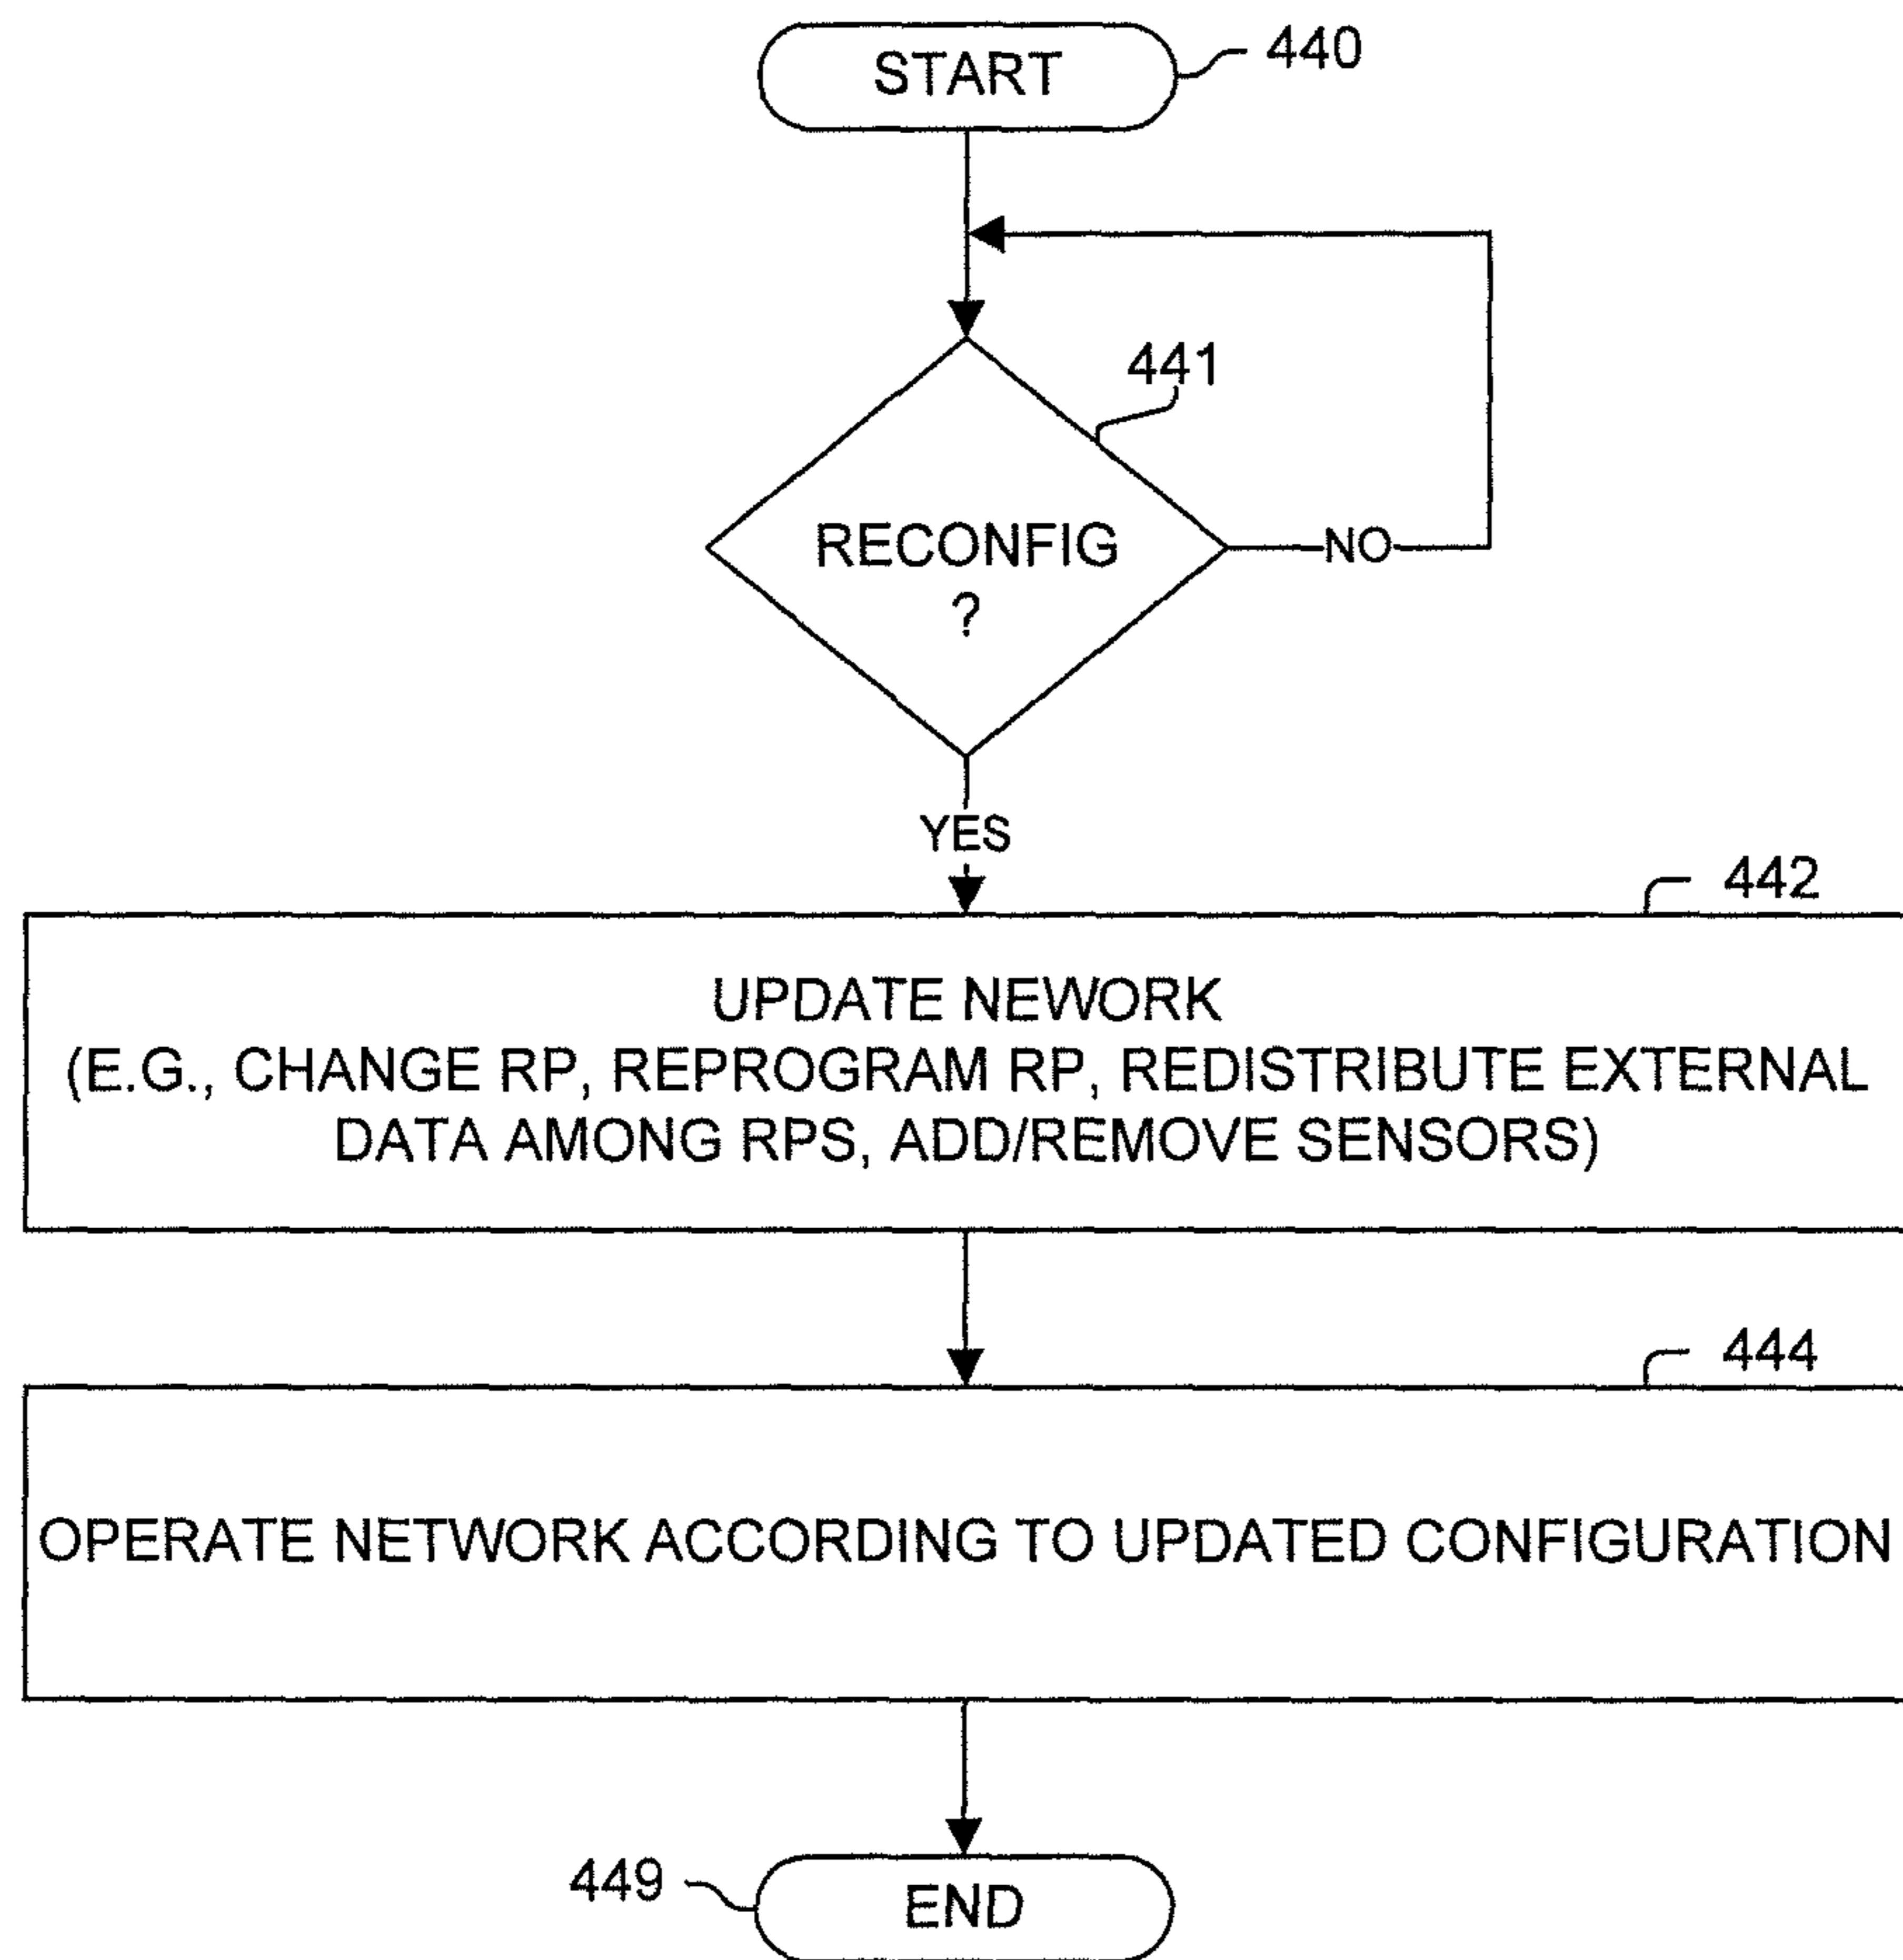 START
440
441
RECONFIG
?
NO
YES
442
UPDATE NEWORK
(E.G., CHANGE RP, REPROGRAM RP, REDISTRIBUTE EXTERNAL
DATA AMONG RPS, ADD/REMOVE SENSORS)
444
OPERATE NETWORK ACCORDING TO UPDATED CONFIGURATION
449
END